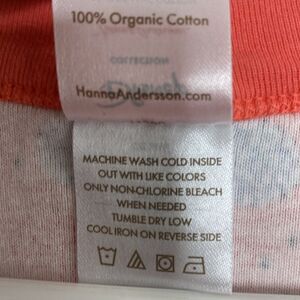 100% Organic Cotton
COLLECTION
HannaAndersson.com
MACHINE WASH COLD INSIDE
OUT WITH LIKE COLORS
ONLY NON-CHLORINE BLEACH
WHEN NEEDED
TUMBLE DRY LOW
COOL IRON ON REVERSE SIDE